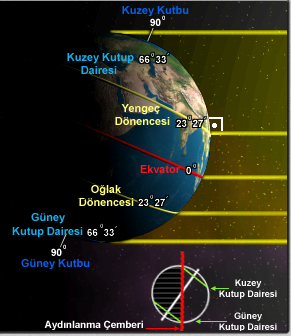 Kuzey Kutbu
90°
Kuzey Kutup
Dairesi
66° 33′
Yengeç
Dönencesi
23° 27′
Ekvator
0°
Oğlak
Dönencesi
23° 27′
Güney
Kutup Dairesi
66° 33′
90°
Güney Kutbu
Kuzey
Kutup Dairesi
Güney
Kutup Dairesi
Aydınlanma Çemberi